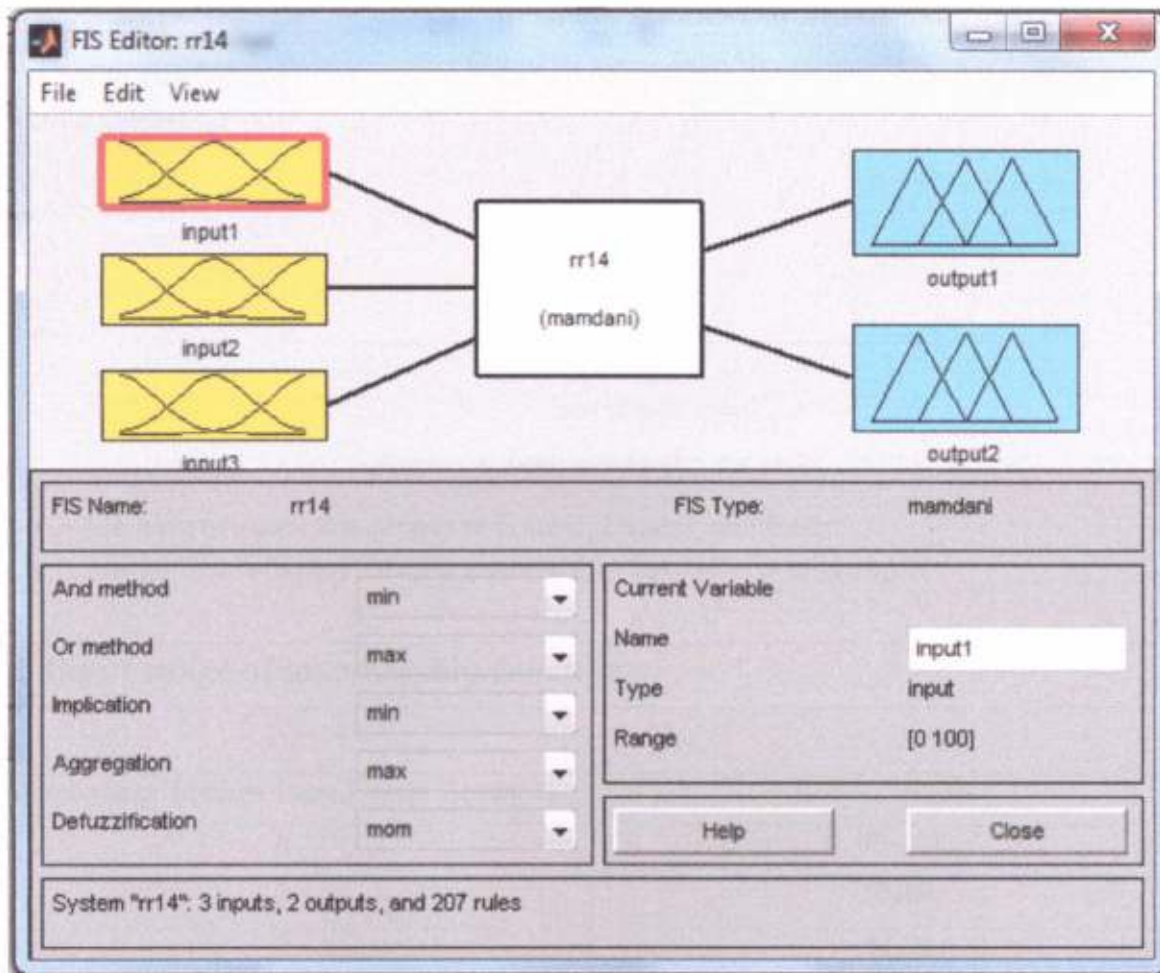 FIS Editor: rr14
File Edit View
input1
input2
input3
rr14
(mamdani)
output1
output2
FIS Name: rr14 FIS Type: mamdani
And method min
Or method max
Implication min
Aggregation max
Defuzzification mom
Current Variable
Name input1
Type input
Range [0 100]
Help Close
System "rr14": 3 inputs, 2 outputs, and 207 rules